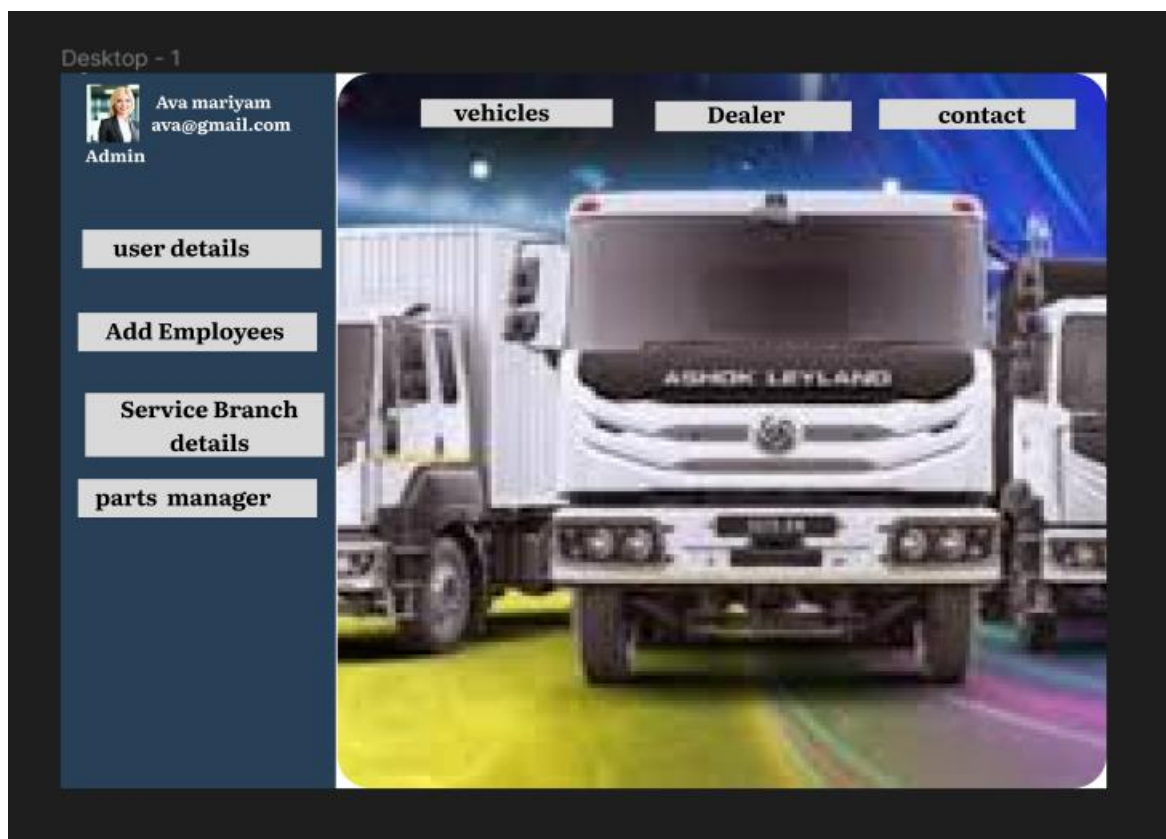 Desktop - 1
Ava mariyam
ava@gmail.com
Admin
vehicles
Dealer
contact
user details
Add Employees
Service Branch
details
parts manager
ASHOK LEYLAND